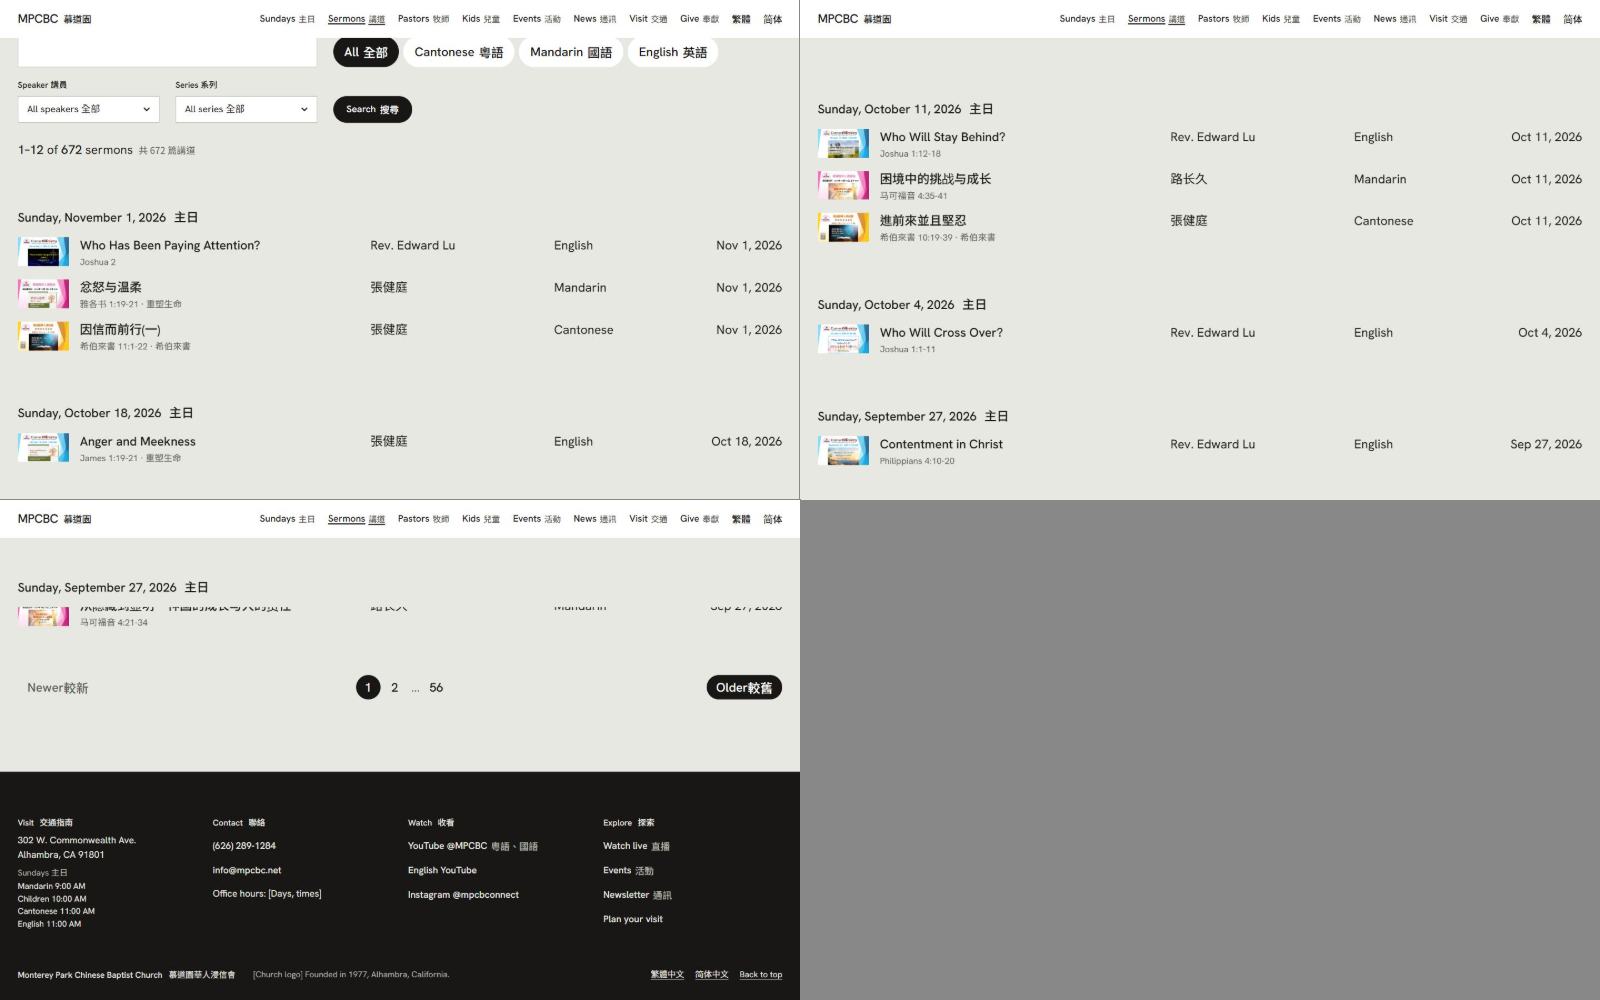 MPCBC 慕道園
Sundays 主日 Sermons 講道 Pastors 牧師 Kids 兒童 Events 活動 News 通訊 Visit 交通 Give 奉獻 繁體 简体
All 全部 Cantonese 粵語 Mandarin 國語 English 英語
Speaker 講員 Series 系列
All speakers 全部 All series 全部 Search 搜尋
1–12 of 672 sermons 共 672 篇講道
Sunday, November 1, 2026 主日
Who Has Been Paying Attention? Rev. Edward Lu English Nov 1, 2026
Joshua 2
忿怒与温柔 張健庭 Mandarin Nov 1, 2026
雅各书 1:19-21 · 重塑生命
因信而前行(一) 張健庭 Cantonese Nov 1, 2026
希伯來書 11:1-22 · 希伯來書
Sunday, October 18, 2026 主日
Anger and Meekness 張健庭 English Oct 18, 2026
James 1:19-21 · 重塑生命
MPCBC 慕道園
Sundays 主日 Sermons 講道 Pastors 牧師 Kids 兒童 Events 活動 News 通訊 Visit 交通 Give 奉獻 繁體 简体
Sunday, October 11, 2026 主日
Who Will Stay Behind? Rev. Edward Lu English Oct 11, 2026
Joshua 1:12-18
困境中的挑战与成长 路长久 Mandarin Oct 11, 2026
马可福音 4:35-41
進前來並且堅忍 張健庭 Cantonese Oct 11, 2026
希伯來書 10:19-39 · 希伯來書
Sunday, October 4, 2026 主日
Who Will Cross Over? Rev. Edward Lu English Oct 4, 2026
Joshua 1:1-11
Sunday, September 27, 2026 主日
Contentment in Christ Rev. Edward Lu English Sep 27, 2026
Philippians 4:10-20
MPCBC 慕道園
Sundays 主日 Sermons 講道 Pastors 牧師 Kids 兒童 Events 活動 News 通訊 Visit 交通 Give 奉獻 繁體 简体
Sunday, September 27, 2026 主日
路长久 Mandarin Sep 27, 2026
马可福音 4:21-34
Newer較新 1 2 ... 56 Older較舊
Visit 交通指南
302 W. Commonwealth Ave.
Alhambra, CA 91801
Sundays 主日
Mandarin 9:00 AM
Children 10:00 AM
Cantonese 11:00 AM
English 11:00 AM
Contact 聯絡
(626) 289-1284
info@mpcbc.net
Office hours: [Days, times]
Watch 收看
YouTube @MPCBC 粵語、國語
English YouTube
Instagram @mpcbconnect
Explore 探索
Watch live 直播
Events 活動
Newsletter 通訊
Plan your visit
Monterey Park Chinese Baptist Church 慕道園華人浸信會 [Church logo] Founded in 1977, Alhambra, California. 繁體中文 简体中文 Back to top